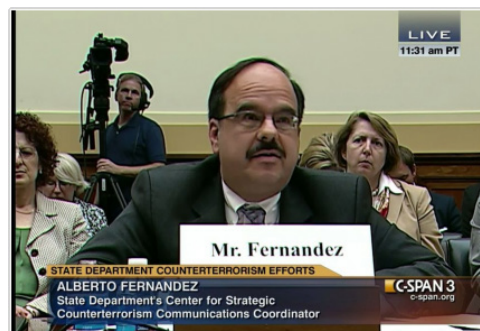 LIVE
11:31 am PT
Mr. Fernandez
STATE DEPARTMENT COUNTERTERRORISM EFFORTS
ALBERTO FERNANDEZ
State Department's Center for Strategic
Counterterrorism Communications Coordinator
C-SPAN 3
c-span.org